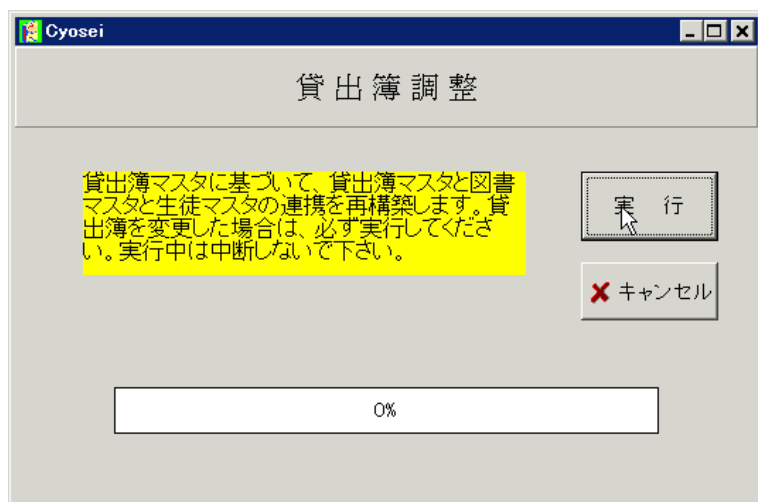 Cyosei
貸出簿調整
貸出簿マスタに基づいて、貸出簿マスタと図書
マスタと生徒マスタの連携を再構築します。貸
出簿を変更した場合は、必ず実行してくださ
い。実行中は中断しないで下さい。
実 行
キャンセル
0%